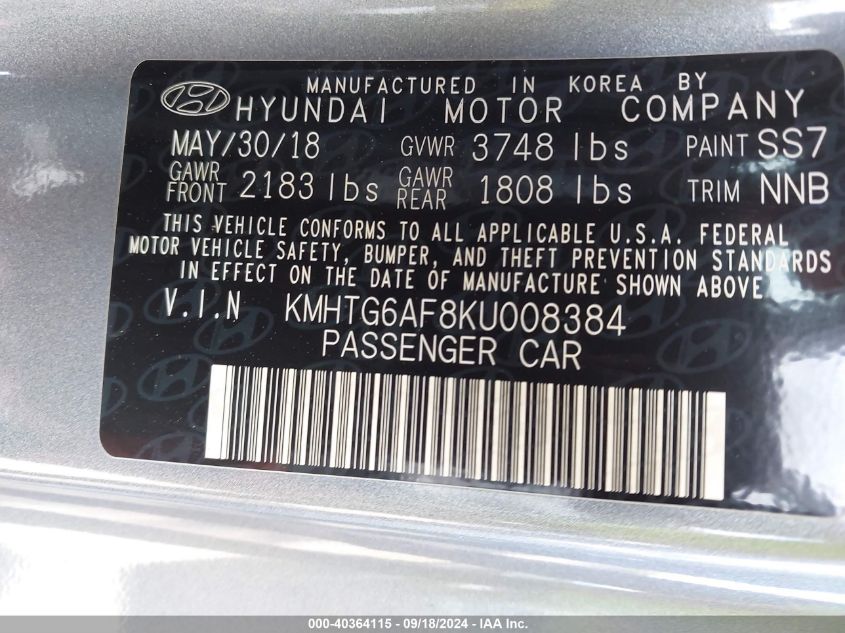 MANUFACTURED IN KOREA BY
HYUNDAI MOTOR COMPANY
MAY/30/18 GVWR 3748 lbs PAINT SS7
GAWR FRONT 2183 lbs GAWR REAR 1808 lbs TRIM NNB
THIS VEHICLE CONFORMS TO ALL APPLICABLE U.S.A. FEDERAL
MOTOR VEHICLE SAFETY, BUMPER, AND THEFT PREVENTION STANDARDS
IN EFFECT ON THE DATE OF MANUFACTURE SHOWN ABOVE
V.I.N KMHTG6AF8KU008384
PASSENGER CAR
000-40364115 - 09/18/2024 - IAA Inc.